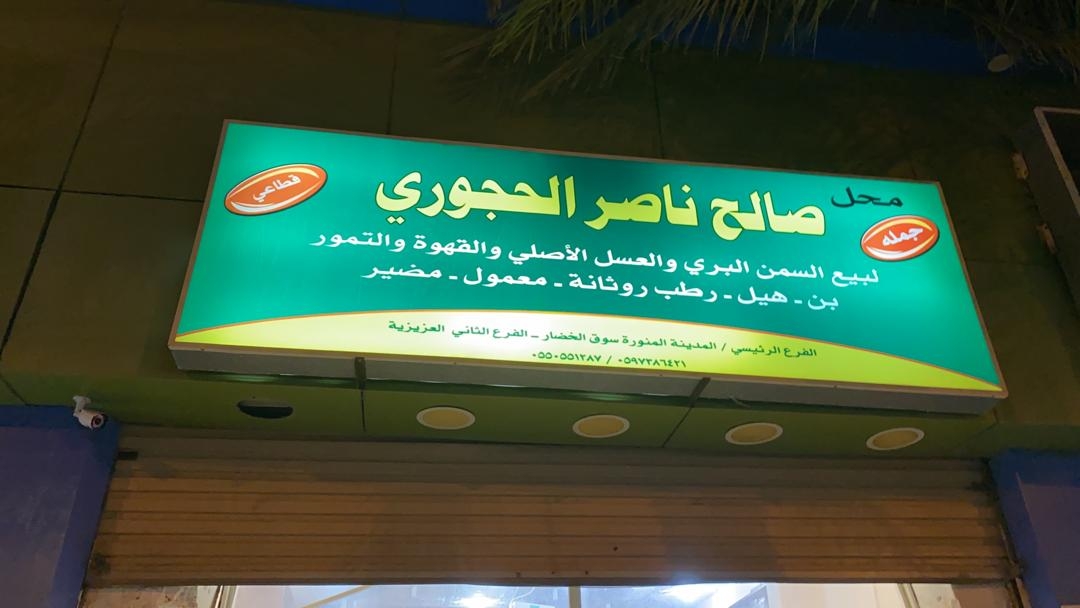 محل صالح ناصر الحجوري
جمله
قطاعي
لبيع السمن البري والعسل الأصلي والقهوة والتمور
بن - هيل - رطب روثانة - معمول - مضير
الفرع الرئيسي / المدينة المنورة سوق الخضار - الفرع الثاني العزيزية
٠٥٩٧٣٨٦٤٢١ / ٠٥٥٠٥٥١٢٨٧